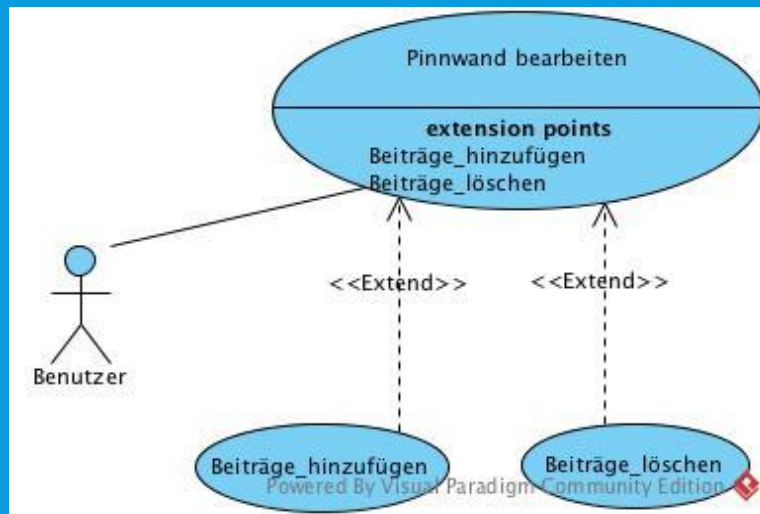 Pinnwand bearbeiten
extension points
Beiträge_hinzufügen
Beiträge_löschen
<<Extend>>
<<Extend>>
Benutzer
Beiträge_hinzufügen
Beiträge_löschen
Powered By Visual Paradigm Community Edition